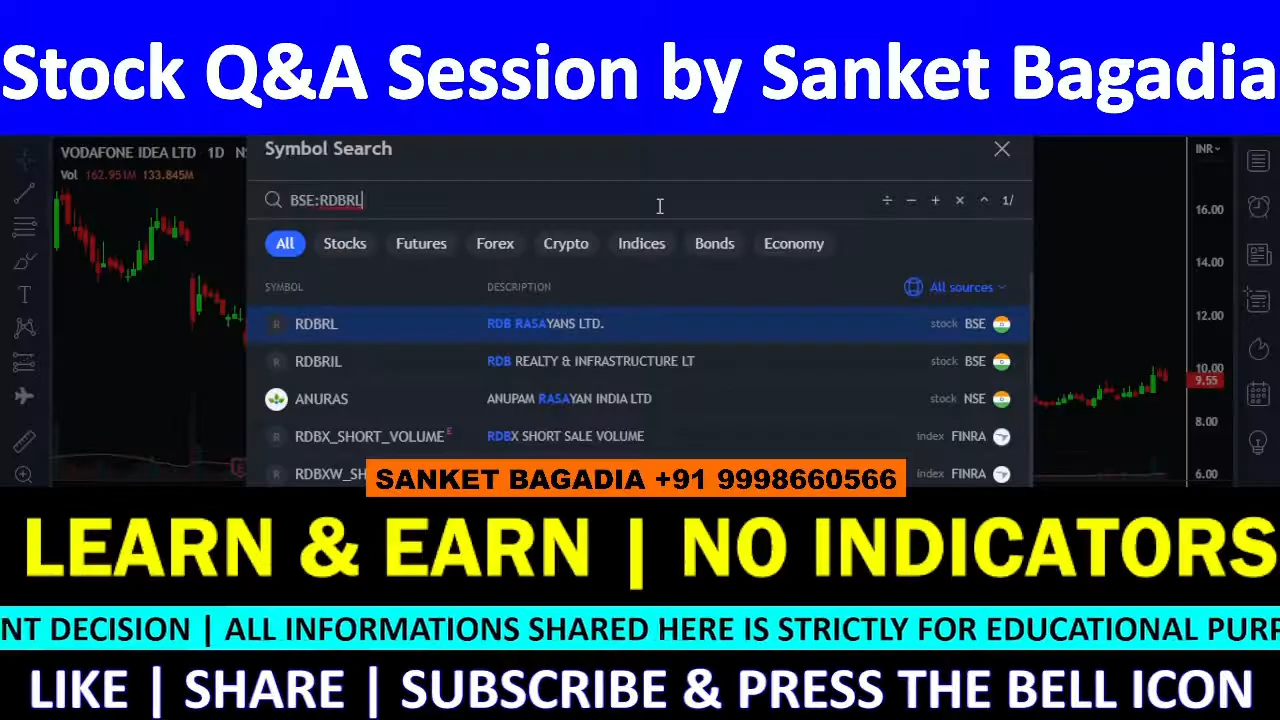 Stock Q&A Session by Sanket Bagadia
VODAFONE IDEA LTD 1D
Vol 162.951M 133.845M
Symbol Search
BSE:RDBRL
1/
All Stocks Futures Forex Crypto Indices Bonds Economy
SYMBOL DESCRIPTION All sources
RDBRL RDB RASAYANS LTD. stock BSE
RDBRIL RDB REALTY & INFRASTRUCTURE LT stock BSE
ANURAS ANUPAM RASAYAN INDIA LTD stock NSE
RDBX_SHORT_VOLUME E RDBX SHORT SALE VOLUME index FINRA
RDBXW_SH index FINRA
INR
16.00
14.00
12.00
10.00
9.55
8.00
6.00
SANKET BAGADIA +91 9998660566
LEARN & EARN | NO INDICATORS
NT DECISION | ALL INFORMATIONS SHARED HERE IS STRICTLY FOR EDUCATIONAL PURP
LIKE | SHARE | SUBSCRIBE & PRESS THE BELL ICON